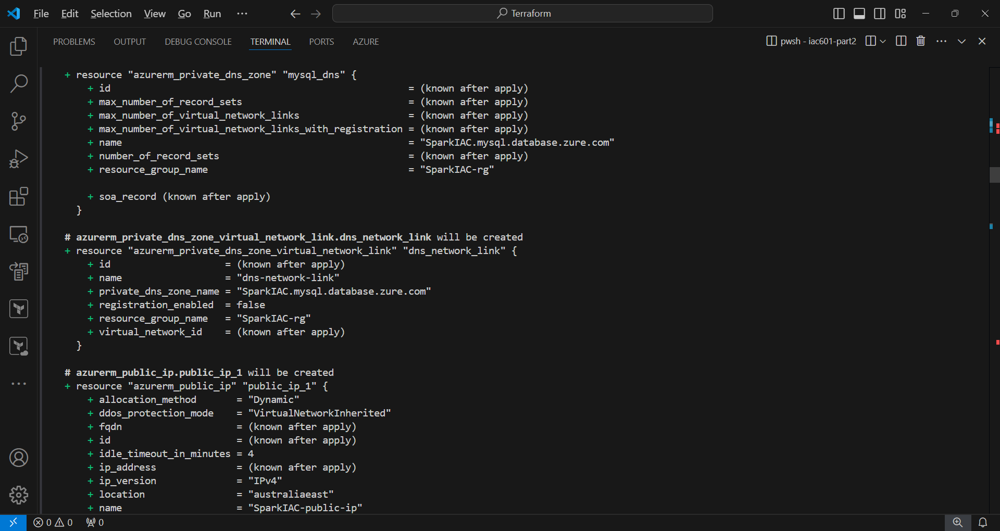 File Edit Selection View Go Run ··· Terraform
PROBLEMS OUTPUT DEBUG CONSOLE TERMINAL PORTS AZURE pwsh - iac601-part2
+ resource "azurerm_private_dns_zone" "mysql_dns" {
+ id = (known after apply)
+ max_number_of_record_sets = (known after apply)
+ max_number_of_virtual_network_links = (known after apply)
+ max_number_of_virtual_network_links_with_registration = (known after apply)
+ name = "SparkIAC.mysql.database.zure.com"
+ number_of_record_sets = (known after apply)
+ resource_group_name = "SparkIAC-rg"
+ soa_record (known after apply)
}
# azurerm_private_dns_zone_virtual_network_link.dns_network_link will be created
+ resource "azurerm_private_dns_zone_virtual_network_link" "dns_network_link" {
+ id = (known after apply)
+ name = "dns-network-link"
+ private_dns_zone_name = "SparkIAC.mysql.database.zure.com"
+ registration_enabled = false
+ resource_group_name = "SparkIAC-rg"
+ virtual_network_id = (known after apply)
}
# azurerm_public_ip.public_ip_1 will be created
+ resource "azurerm_public_ip" "public_ip_1" {
+ allocation_method = "Dynamic"
+ ddos_protection_mode = "VirtualNetworkInherited"
+ fqdn = (known after apply)
+ id = (known after apply)
+ idle_timeout_in_minutes = 4
+ ip_address = (known after apply)
+ ip_version = "IPv4"
+ location = "australiaeast"
+ name = "SparkIAC-public-ip"
0 0 0